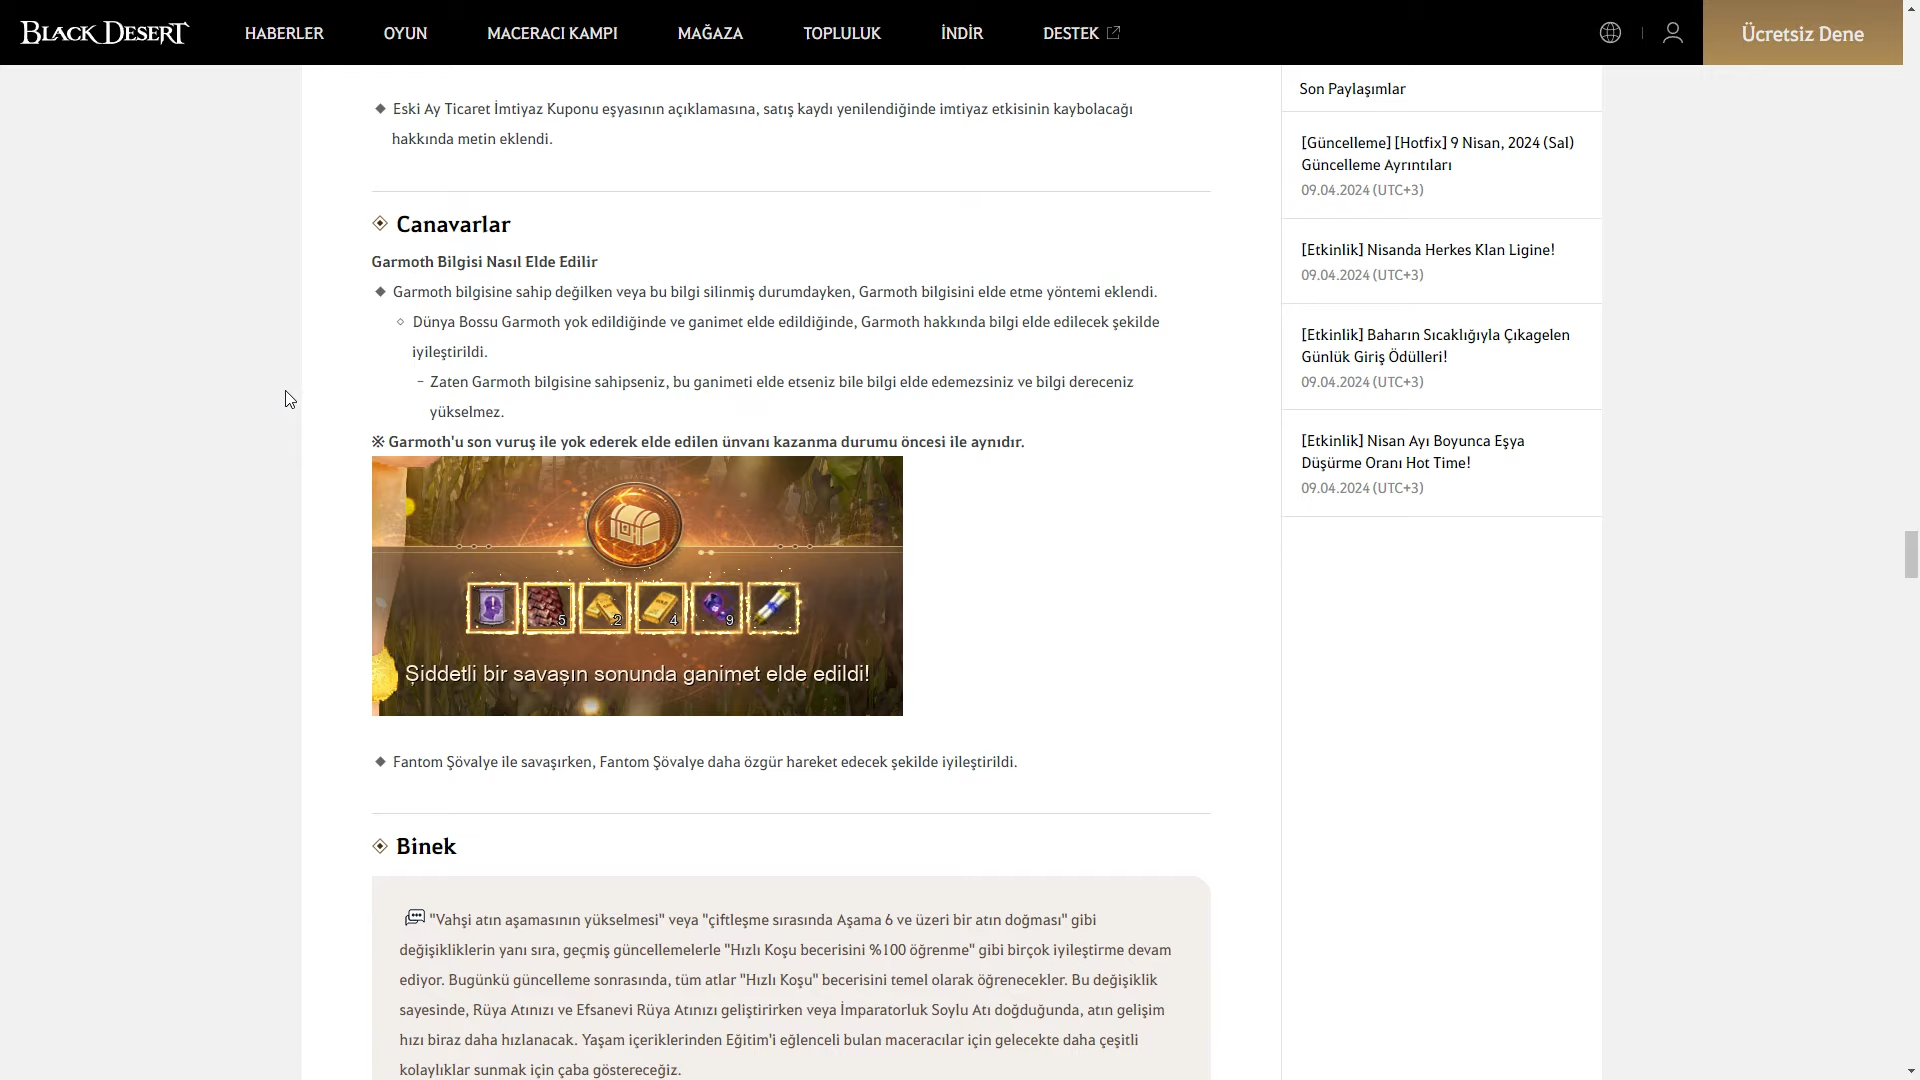 BLACK DESERT
HABERLER
OYUN
MACERACI KAMPI
MAĞAZA
TOPLULUK
İNDİR
DESTEK
Ücretsiz Dene
Eski Ay Ticaret İmtiyaz Kuponu eşyasının açıklamasına, satış kaydı yenilendiğinde imtiyaz etkisinin kaybolacağı
hakkında metin eklendi.
Canavarlar
Garmoth Bilgisi Nasıl Elde Edilir
Garmoth bilgisine sahip değilken veya bu bilgi silinmiş durumdayken, Garmoth bilgisini elde etme yöntemi eklendi.
Dünya Bossu Garmoth yok edildiğinde ve ganimet elde edildiğinde, Garmoth hakkında bilgi elde edilecek şekilde
iyileştirildi.
- Zaten Garmoth bilgisine sahipseniz, bu ganimeti elde etseniz bile bilgi elde edemezsiniz ve bilgi dereceniz
yükselmez.
※ Garmoth'u son vuruş ile yok ederek elde edilen ünvanı kazanma durumu öncesi ile aynıdır.
5
2
4
9
Şiddetli bir savaşın sonunda ganimet elde edildi!
Fantom Şövalye ile savaşırken, Fantom Şövalye daha özgür hareket edecek şekilde iyileştirildi.
Binek
"Vahşi atın aşamasının yükselmesi" veya "çiftleşme sırasında Aşama 6 ve üzeri bir atın doğması" gibi
değişikliklerin yanı sıra, geçmiş güncellemelerle "Hızlı Koşu becerisini %100 öğrenme" gibi birçok iyileştirme devam
ediyor. Bugünkü güncelleme sonrasında, tüm atlar "Hızlı Koşu" becerisini temel olarak öğrenecekler. Bu değişiklik
sayesinde, Rüya Atınızı ve Efsanevi Rüya Atınızı geliştirirken veya İmparatorluk Soylu Atı doğduğunda, atın gelişim
hızı biraz daha hızlanacak. Yaşam içeriklerinden Eğitim'i eğlenceli bulan maceracılar için gelecekte daha çeşitli
kolaylıklar sunmak için çaba göstereceğiz.
Son Paylaşımlar
[Güncelleme] [Hotfix] 9 Nisan, 2024 (Sal)
Güncelleme Ayrıntıları
09.04.2024 (UTC+3)
[Etkinlik] Nisanda Herkes Klan Ligine!
09.04.2024 (UTC+3)
[Etkinlik] Baharın Sıcaklığıyla Çıkagelen
Günlük Giriş Ödülleri!
09.04.2024 (UTC+3)
[Etkinlik] Nisan Ayı Boyunca Eşya
Düşürme Oranı Hot Time!
09.04.2024 (UTC+3)